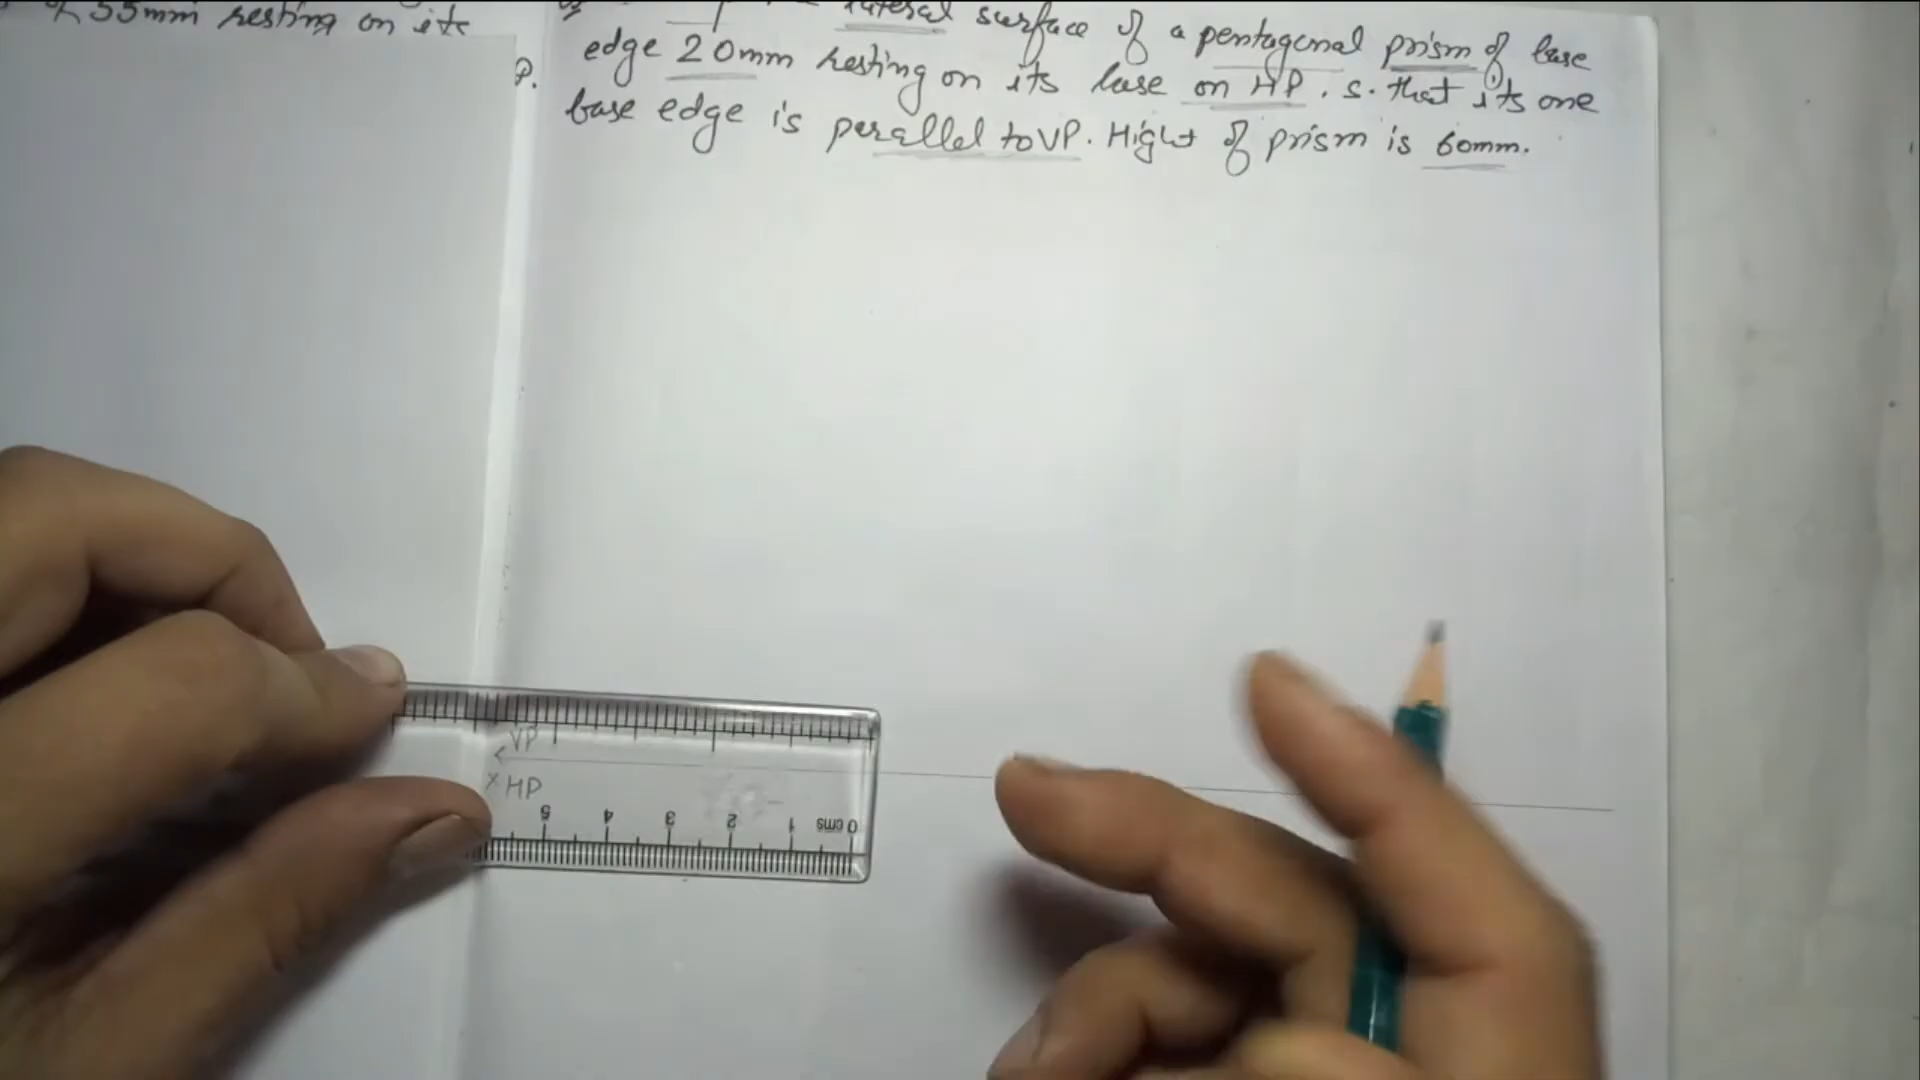 55mm resting on its
lateral surface of a pentagonal prism of base
edge 20mm resting on its base on HP. s. that its one
P.
base edge is perallel to VP. Hight of prism is 60mm.
VP
X HP
5 4 3 2 1 0 cms